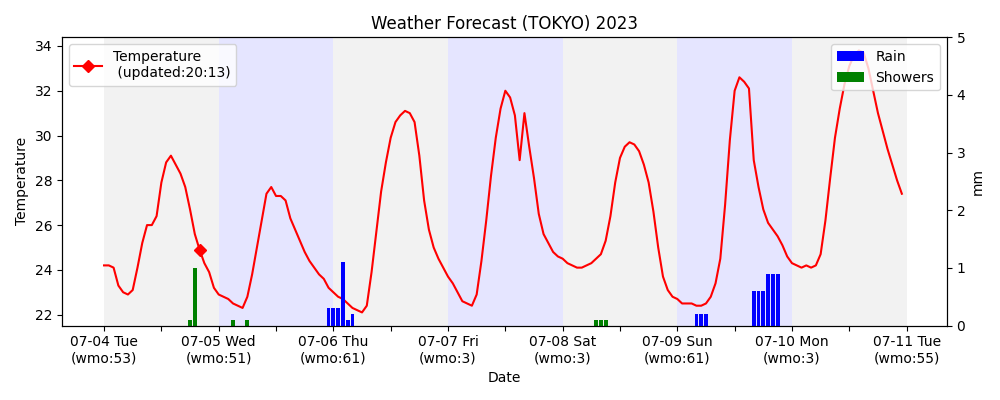 Weather Forecast (TOKYO) 2023
Temperature
(updated:20:13)
Rain
Showers
34
32
30
28
26
24
22
Temperature
5
4
3
2
1
0
mm
07-04 Tue 07-05 Wed 07-06 Thu 07-07 Fri 07-08 Sat 07-09 Sun 07-10 Mon 07-11 Tue
(wmo:53) (wmo:51) (wmo:61) (wmo:3) (wmo:3) (wmo:61) (wmo:3) (wmo:55)
Date